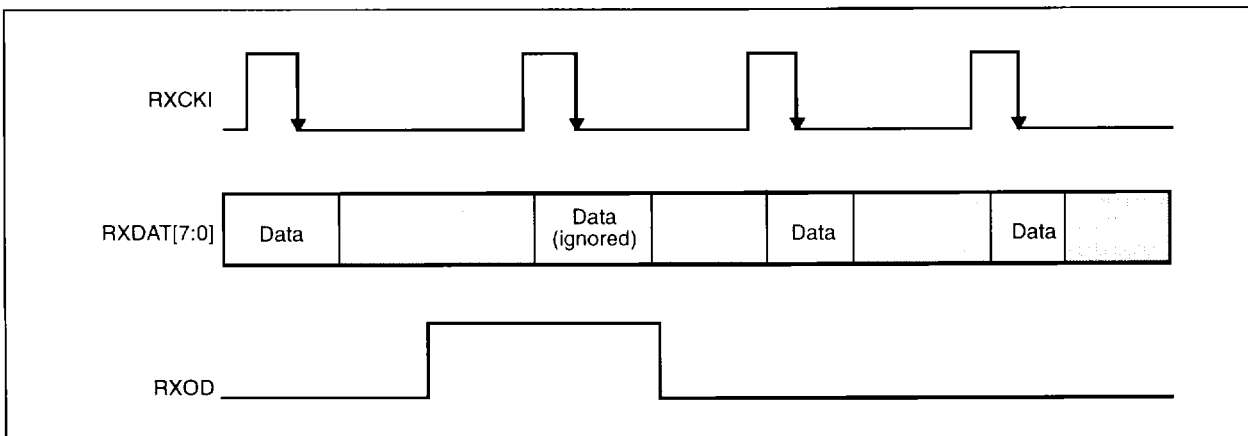 RXCKI
RXDAT[7:0]
Data
Data
(ignored)
Data
Data
RXOD